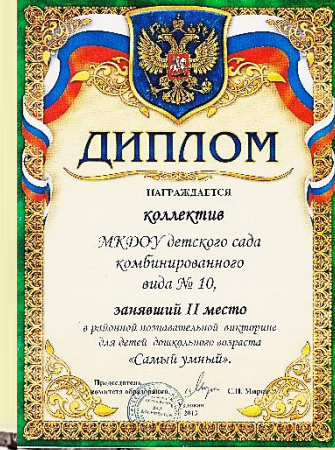 ДИПЛОМ
НАГРАЖДАЕТСЯ
коллектив
МКДОУ детского сада
комбинированного
вида № 10,
занявший II место
в районной познавательной викторине
для детей дошкольного возраста
«Самый умный».
Председатель
комитета образования
С.П.
2013